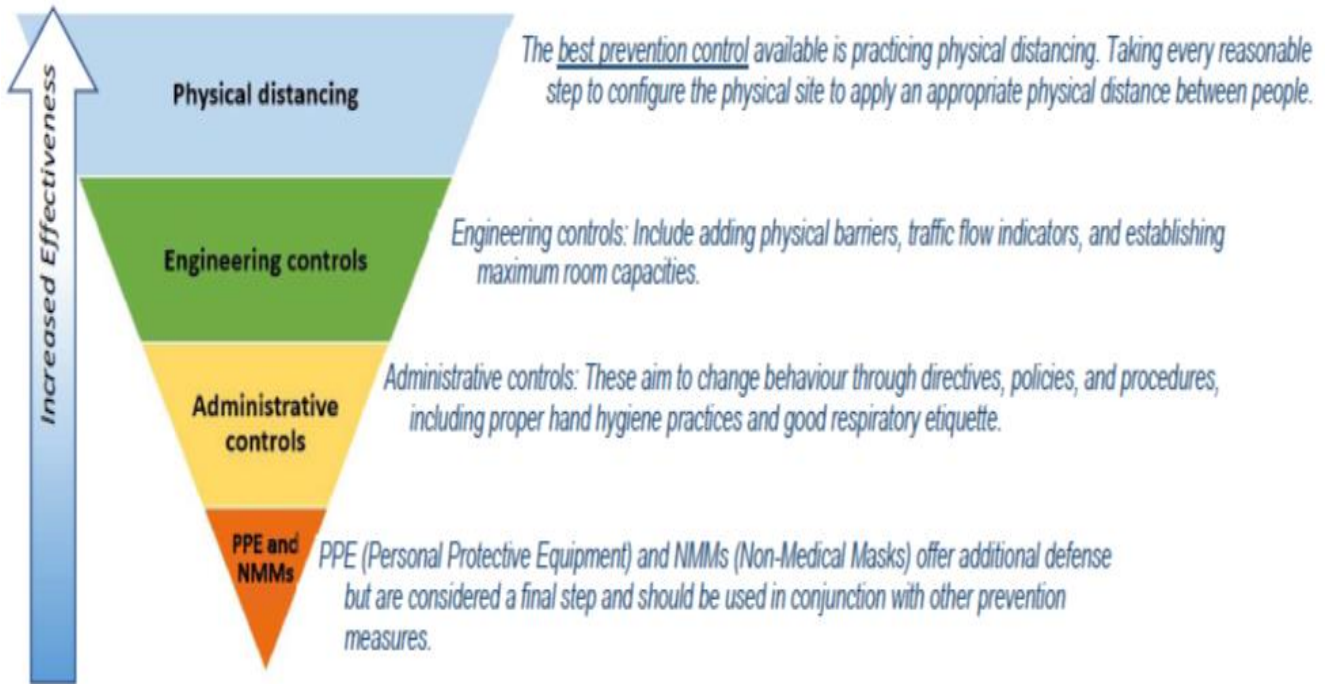 Increased Effectiveness
Physical distancing
The best prevention control available is practicing physical distancing. Taking every reasonable
step to configure the physical site to apply an appropriate physical distance between people.
Engineering controls
Engineering controls: Include adding physical barriers, traffic flow indicators, and establishing
maximum room capacities.
Administrative
controls
Administrative controls: These aim to change behaviour through directives, policies, and procedures,
including proper hand hygiene practices and good respiratory etiquette.
PPE and
NMMs
PPE (Personal Protective Equipment) and NMMs (Non-Medical Masks) offer additional defense
but are considered a final step and should be used in conjunction with other prevention
measures.